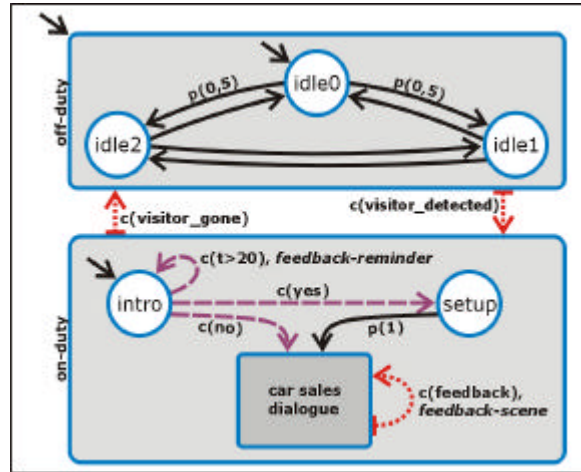 idle0
p(0,5)
p(0,5)
off-duty
idle2
idle1
c(visitor_gone)
c(visitor_detected)
c(t>20), feedback-reminder
intro
c(yes)
setup
c(no)
p(1)
on-duty
car sales
dialogue
c(feedback),
feedback-scene